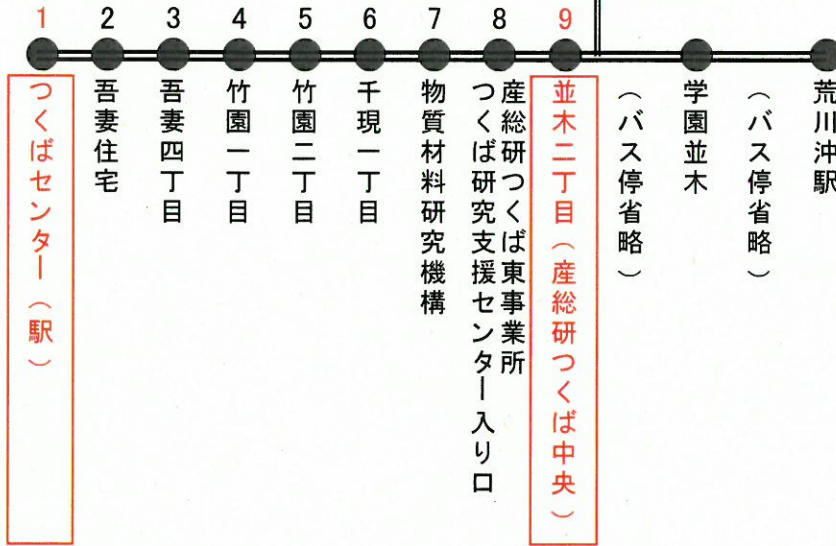 1
2
3
4
5
6
7
8
9
つくばセンター（駅）
吾妻住宅
吾妻四丁目
竹園一丁目
竹園二丁目
千現一丁目
物質材料研究機構
産総研つくば東事業所
つくば研究支援センター入り口
並木二丁目（産総研つくば中央）
（バス停省略）
学園並木
（バス停省略）
荒川沖駅